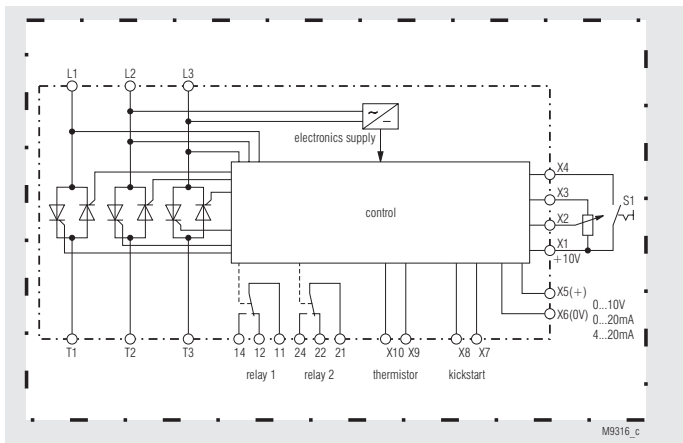 L1 L2 L3
~
–
electronics supply
X4
X3
S1
control
X2
X1
+10V
X5(+)
0...10V
X6(0V)
0...20mA
4...20mA
T1 T2 T3 14 12 11 24 22 21 X10 X9 X8 X7
relay 1 relay 2 thermistor kickstart
M9316_c